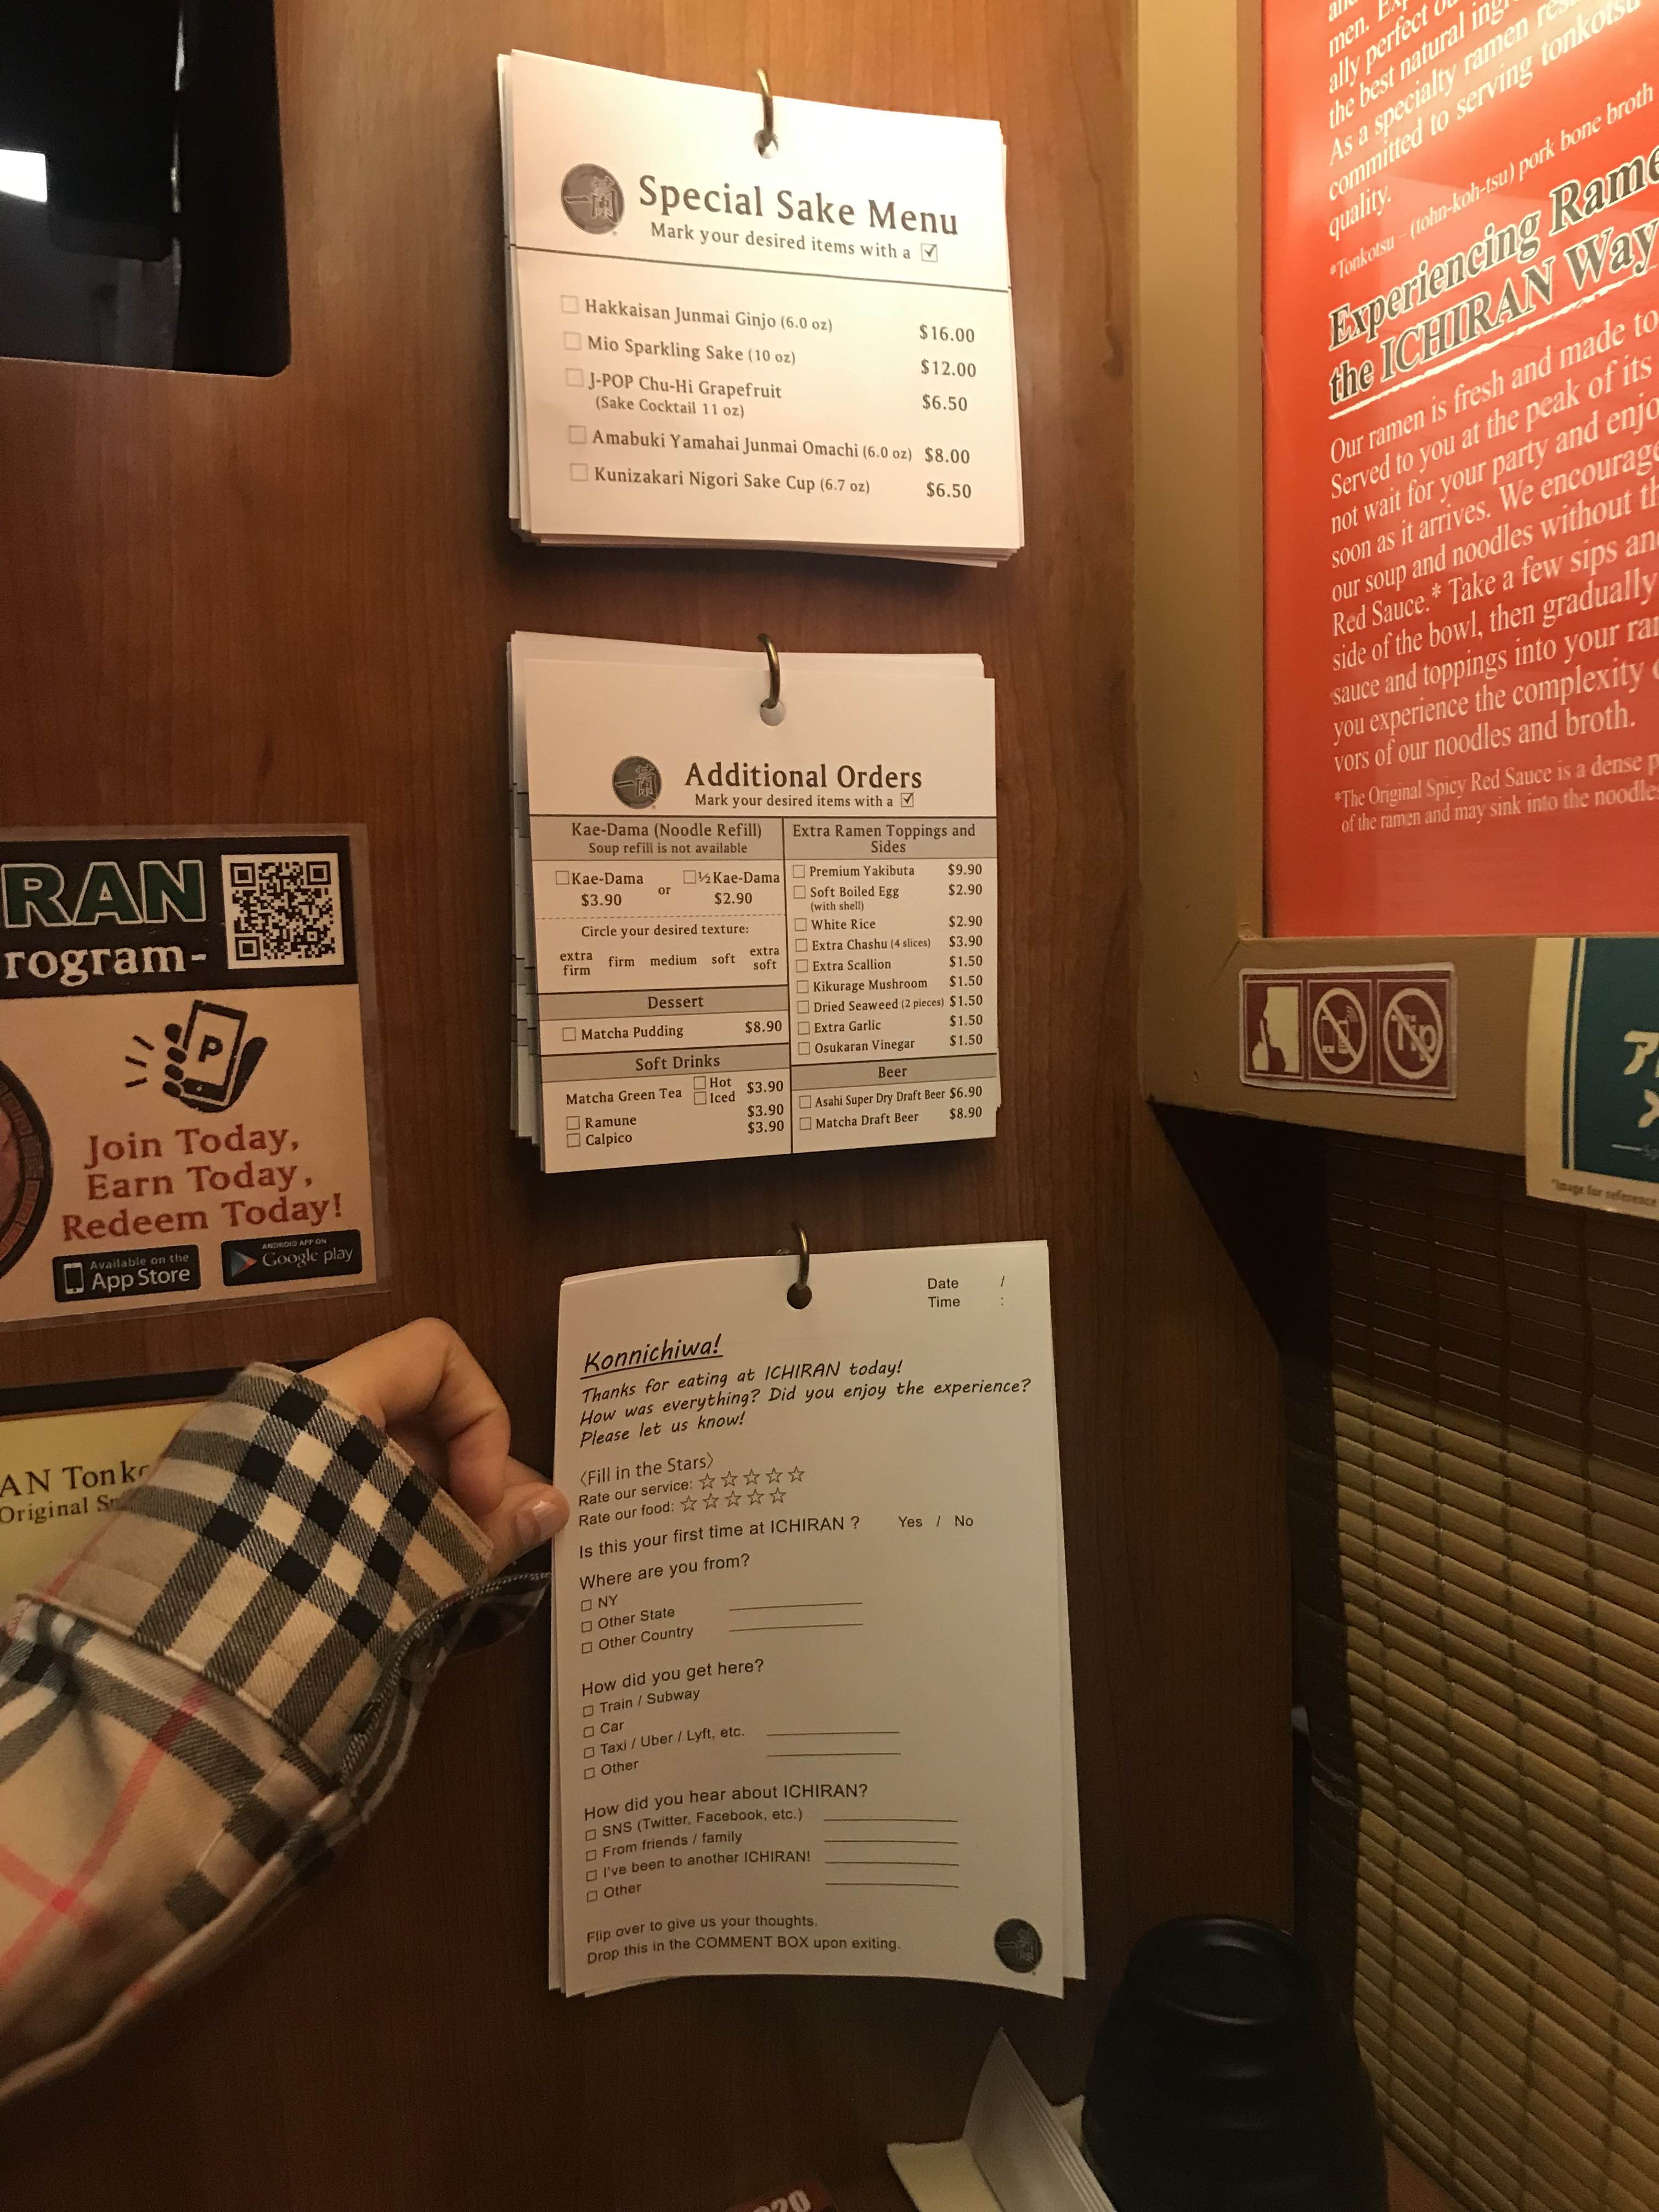 一蘭
Special Sake Menu
Mark your desired items with a
Hakkaisan Junmai Ginjo (6.0 oz) $16.00
Mio Sparkling Sake (10 oz) $12.00
J-POP Chu-Hi Grapefruit $6.50
(Sake Cocktail 11 oz)
Amabuki Yamahai Junmai Omachi (6.0 oz) $8.00
Kunizakari Nigori Sake Cup (6.7 oz) $6.50
一蘭
Additional Orders
Mark your desired items with a
Kae-Dama (Noodle Refill)
Soup refill is not available
Kae-Dama or ½ Kae-Dama
$3.90 $2.90
Circle your desired texture:
extra firm firm medium soft extra soft
Dessert
Matcha Pudding $8.90
Soft Drinks
Matcha Green Tea Hot Iced $3.90
Ramune $3.90
Calpico $3.90
Extra Ramen Toppings and
Sides
Premium Yakibuta $9.90
Soft Boiled Egg $2.90
(with shell)
White Rice $2.90
Extra Chashu (4 slices) $3.90
Extra Scallion $1.50
Kikurage Mushroom $1.50
Dried Seaweed (2 pieces) $1.50
Extra Garlic $1.50
Osukaran Vinegar $1.50
Beer
Asahi Super Dry Draft Beer $6.90
Matcha Draft Beer $8.90
Date /
Time :
Konnichiwa!
Thanks for eating at ICHIRAN today!
How was everything? Did you enjoy the experience?
Please let us know!
〈Fill in the Stars〉
Rate our service: ☆☆☆☆☆
Rate our food: ☆☆☆☆☆
Is this your first time at ICHIRAN ? Yes / No
Where are you from?
NY
Other State
Other Country
How did you get here?
Train / Subway
Car
Taxi / Uber / Lyft, etc.
Other
How did you hear about ICHIRAN?
SNS (Twitter, Facebook, etc.)
From friends / family
I've been to another ICHIRAN!
Other
Flip over to give us your thoughts.
Drop this in the COMMENT BOX upon exiting.
RAN
rogram-
P
Join Today,
Earn Today,
Redeem Today!
Available on the
App Store
ANDROID APP ON
Google play
AN Tonko
Original
men.
ally perfect
the best natural
As a specialty ramen
committed to serving tonkotsu
quality.
*Tonkotsu – (tohn-koh-tsu) pork bone broth
Experiencing Rame
the ICHIRAN Way
Our ramen is fresh and made to
Served to you at the peak of its
not wait for your party and enjo
soon as it arrives. We encourage
our soup and noodles without th
Red Sauce.* Take a few sips and
side of the bowl, then gradually
sauce and toppings into your ra
you experience the complexity
vors of our noodles and broth.
*The Original Spicy Red Sauce is a dense p
of the ramen and may sink into the noodles
Tip
*Image for reference